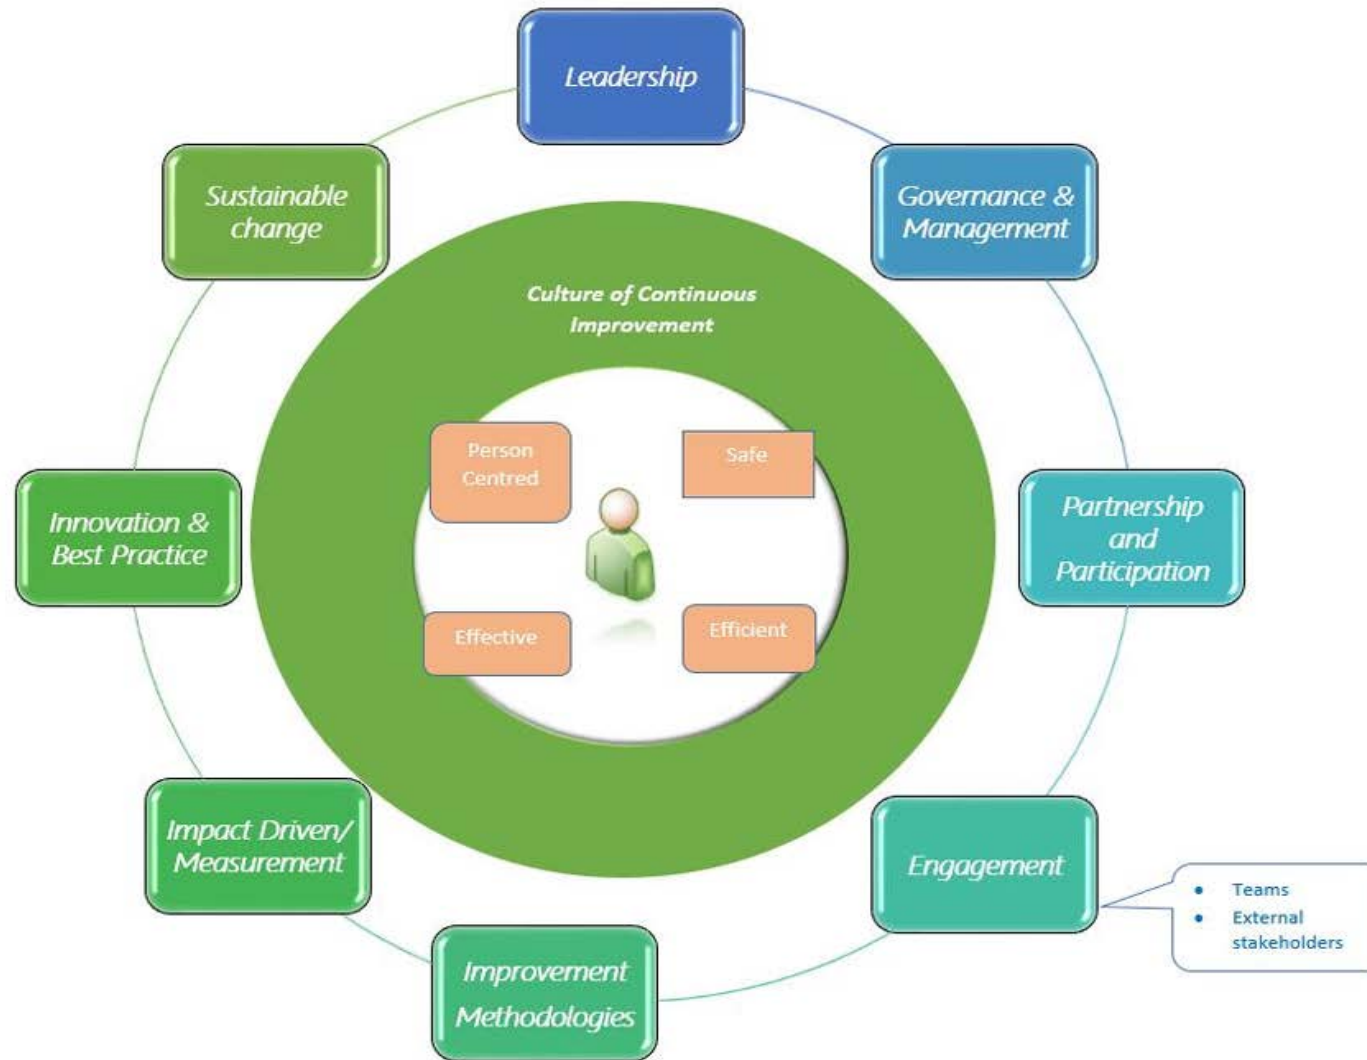 Leadership
Governance &
Management
Sustainable
change
Culture of Continuous
Improvement
Person
Centred
Safe
Innovation &
Best Practice
Partnership
and
Participation
Effective
Efficient
Impact Driven/
Measurement
Engagement
• Teams
• External
stakeholders
Improvement
Methodologies